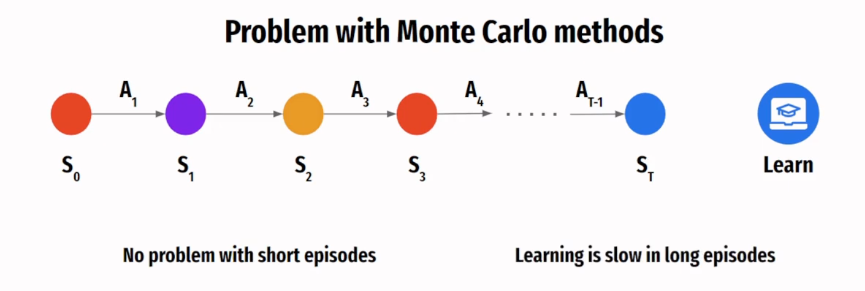 Problem with Monte Carlo methods
A1 A2 A3 A4 ..... AT-1
S0 S1 S2 S3 ST Learn
No problem with short episodes Learning is slow in long episodes